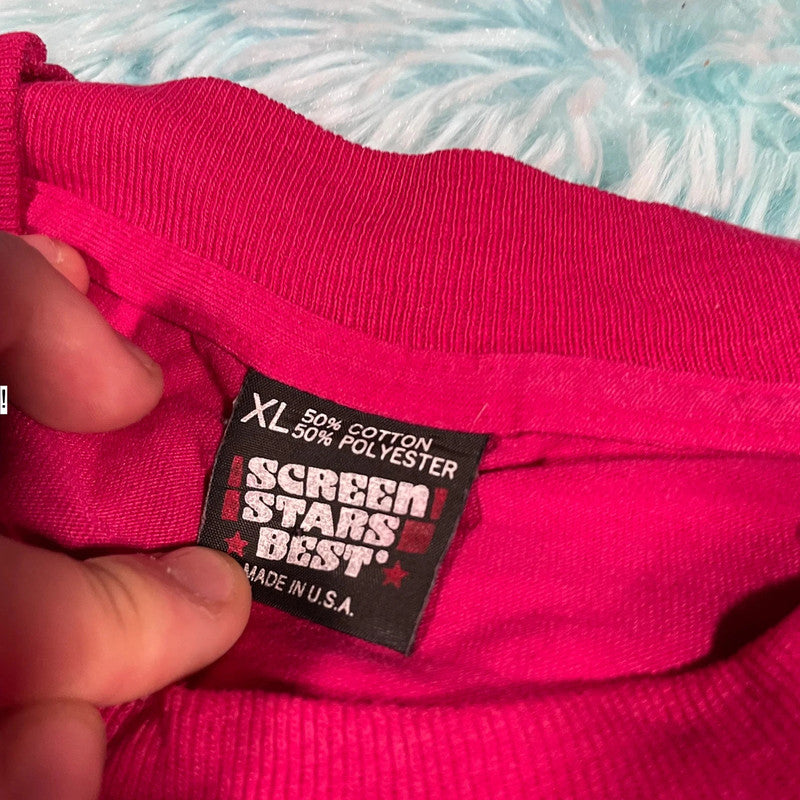 XL 50% COTTON
50% POLYESTER
SCREEN
STARS
BEST®
MADE IN U.S.A.
!